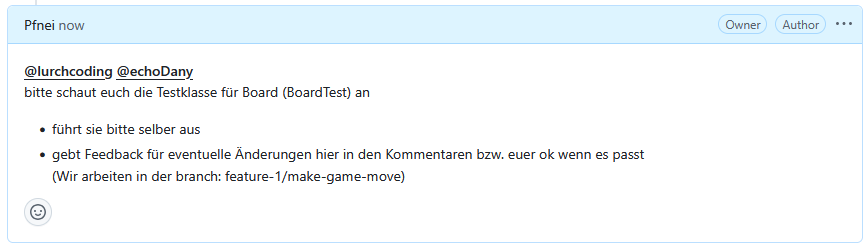 Pfnei now
Owner
Author
@lurchcoding @echoDany
bitte schaut euch die Testklasse für Board (BoardTest) an
• führt sie bitte selber aus
• gebt Feedback für eventuelle Änderungen hier in den Kommentaren bzw. euer ok wenn es passt
(Wir arbeiten in der branch: feature-1/make-game-move)